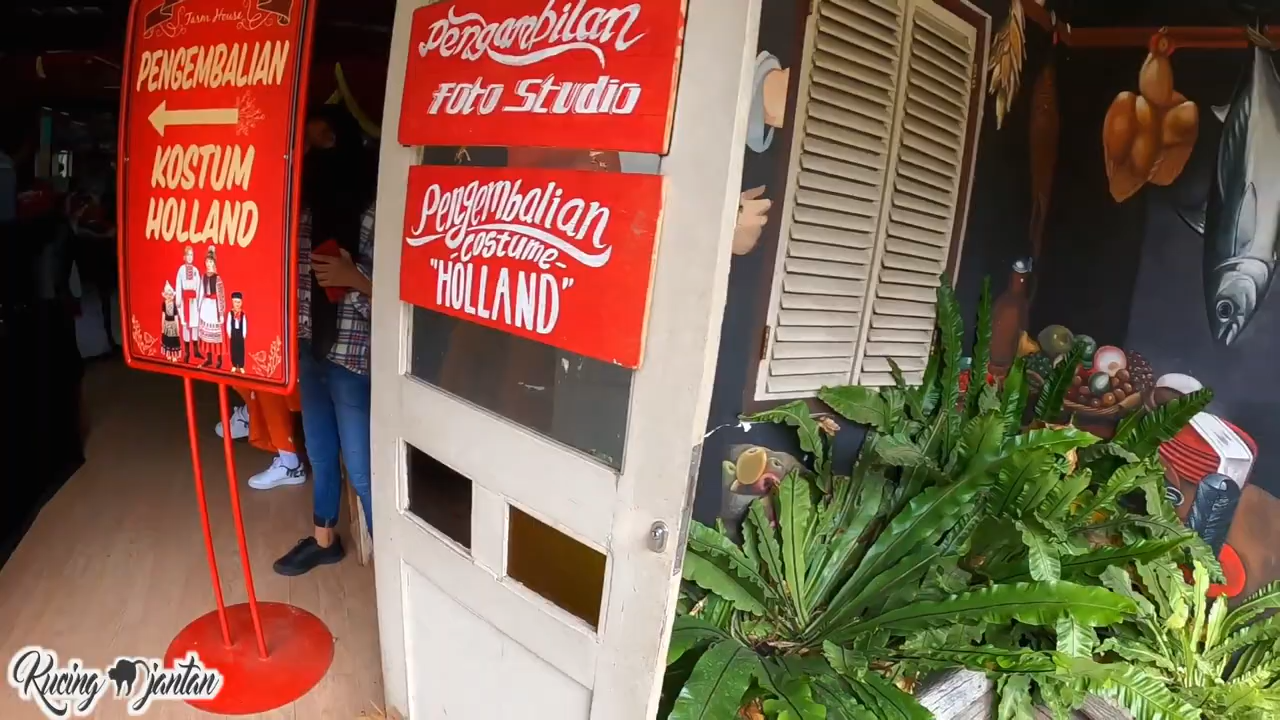 Farm House
PENGEMBALIAN
KOSTUM
HOLLAND
Pengambilan
Foto Studio
Pengembalian
costume
"HOLLAND"
Kucing jantan